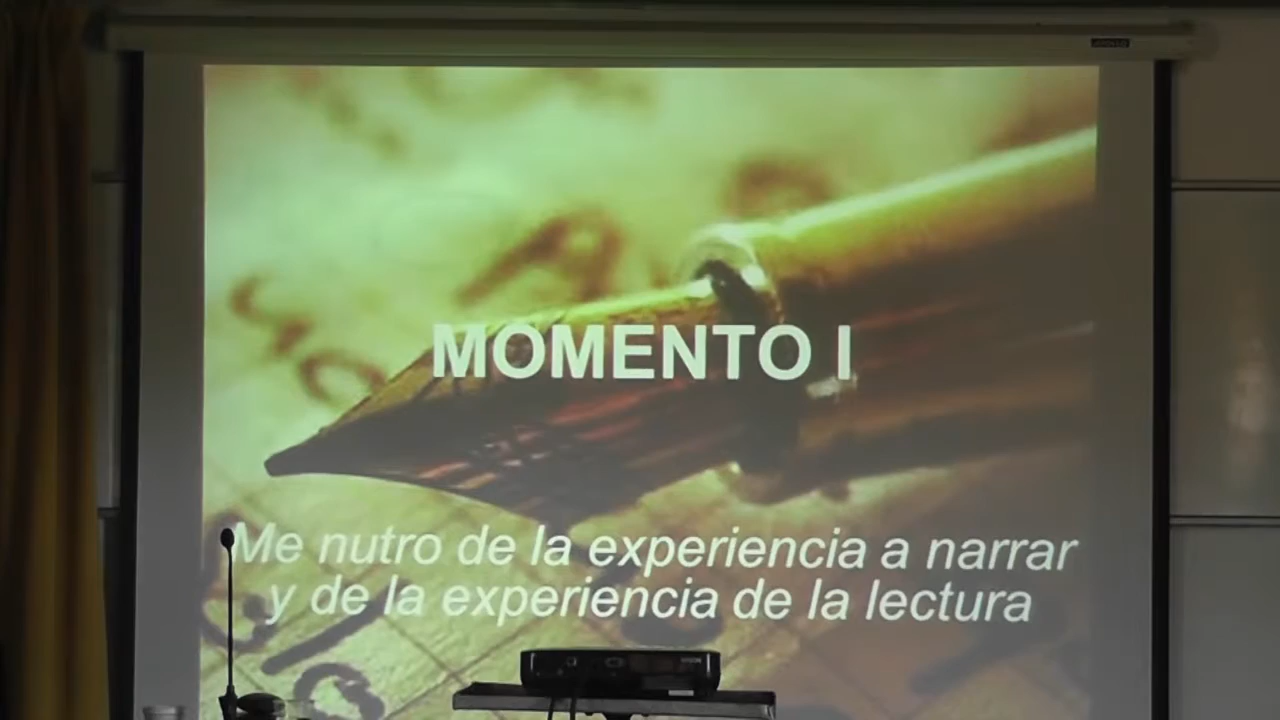 MOMENTO I
Me nutro de la experiencia a narrar
y de la experiencia de la lectura